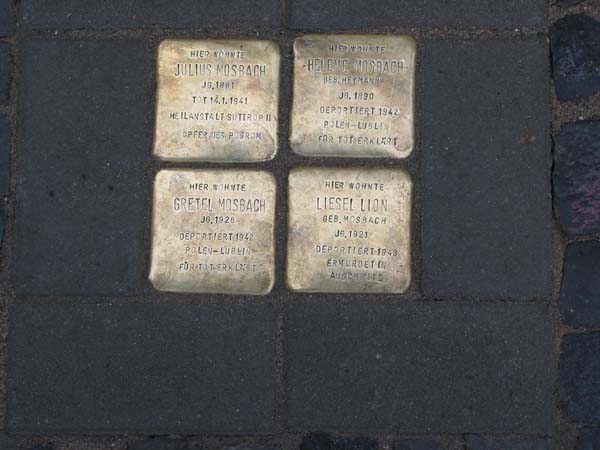 HIER WOHNTE
JULIUS MOSBACH
JG. 1881
TOT 14.1.1941
HEILANSTALT SUTTROP II
OPFER DES POGROM
HIER WOHNTE
HELENE MOSBACH
GEB. HEYMANN
JG. 1890
DEPORTIERT 1942
POLEN-LUBLIN
FÜR TOT ERKLÄRT
HIER WOHNTE
GRETEL MOSBACH
JG. 1926
DEPORTIERT 1942
POLEN-LUBLIN
FÜR TOT ERKLÄRT
HIER WOHNTE
LIESEL LION
GEB. MOSBACH
JG. 1921
DEPORTIERT 1943
ERMORDET IN
AUSCHWITZ